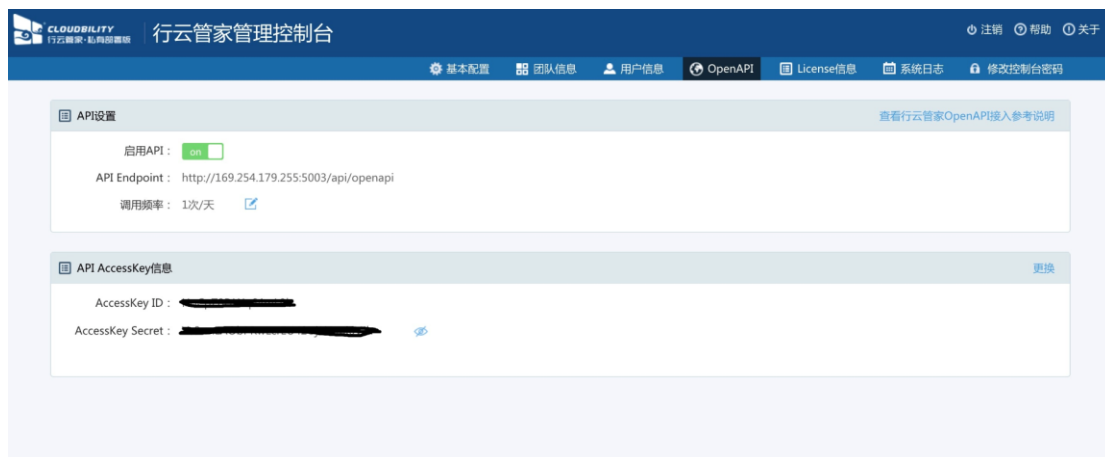 CLOUDBILITY
行云管家·私有部署版
行云管家管理控制台
注销 帮助 关于
基本配置 团队信息 用户信息 OpenAPI License信息 系统日志 修改控制台密码
API设置 查看行云管家OpenAPI接入参考说明
启用API： on
API Endpoint： http://169.254.179.255:5003/api/openapi
调用频率： 1次/天
API AccessKey信息 更换
AccessKey ID：
AccessKey Secret：